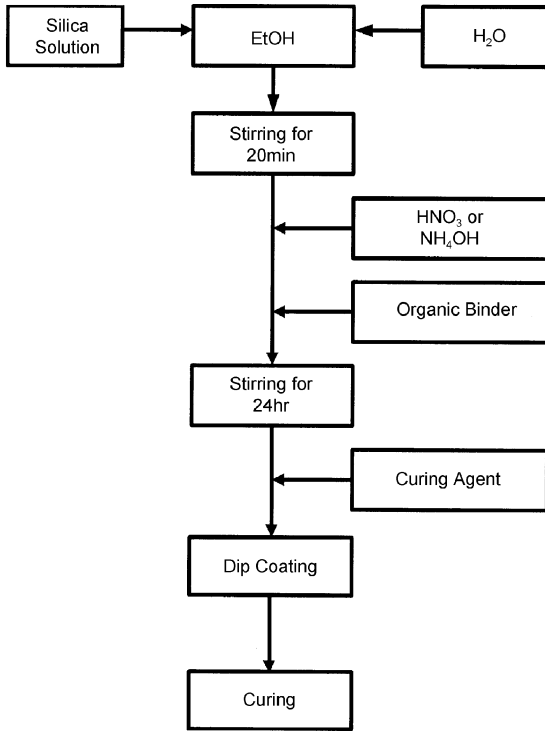 Silica
Solution
EtOH
H₂O
Stirring for
20min
HNO₃ or
NH₄OH
Organic Binder
Stirring for
24hr
Curing Agent
Dip Coating
Curing